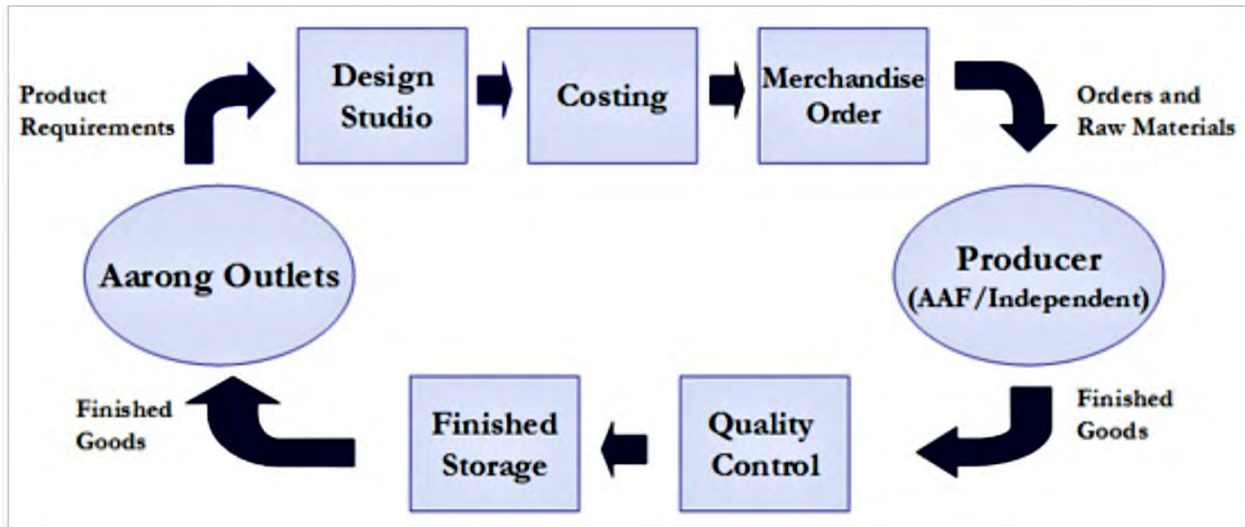 Product
Requirements
Design
Studio
Costing
Merchandise
Order
Orders and
Raw Materials
Aarong Outlets
Producer
(AAF/Independent)
Finished
Goods
Finished
Storage
Quality
Control
Finished
Goods